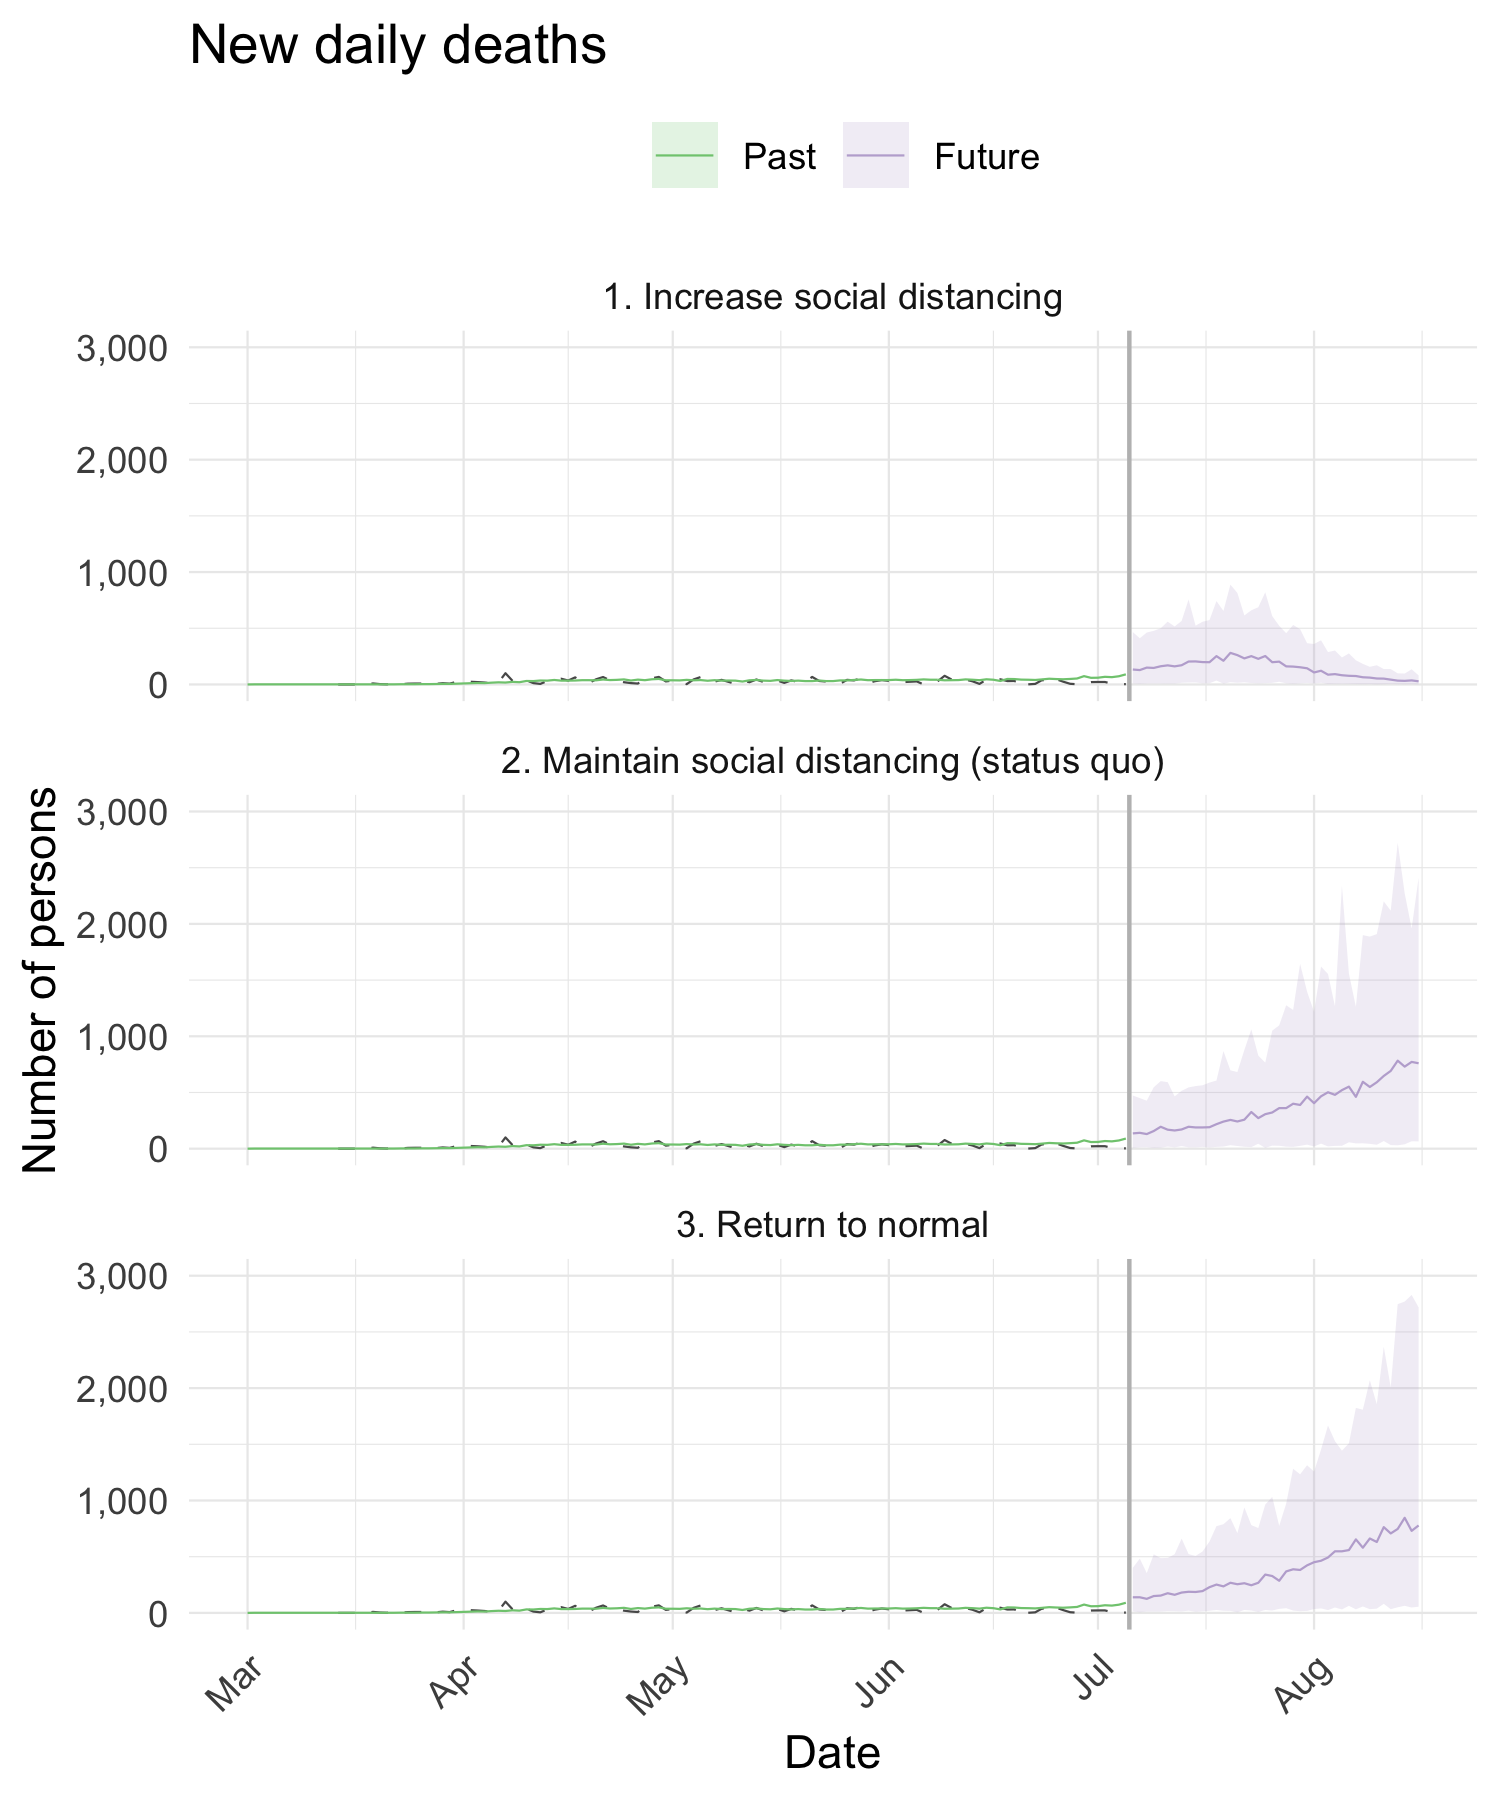 New daily deaths
Past
Future
1. Increase social distancing
3,000
2,000
1,000
0
2. Maintain social distancing (status quo)
3,000
2,000
1,000
0
Number of persons
3. Return to normal
3,000
2,000
1,000
0
Mar
Apr
May
Jun
Jul
Aug
Date